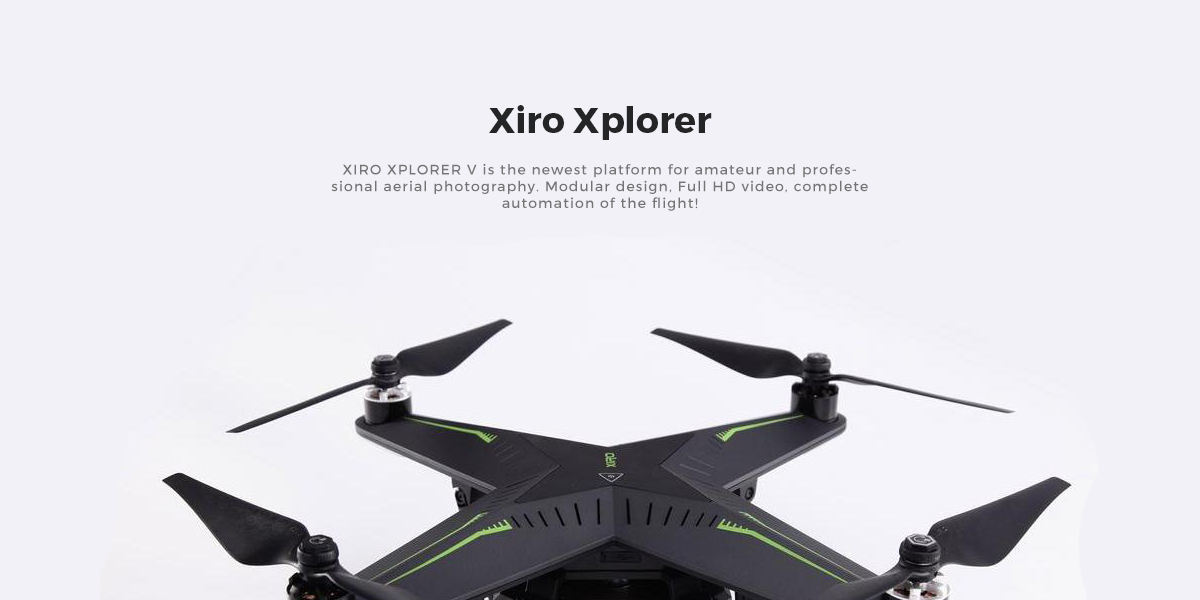 Xiro Xplorer
XIRO XPLORER V is the newest platform for amateur and profes-
sional aerial photography. Modular design, Full HD video, complete
automation of the flight!
XIRO